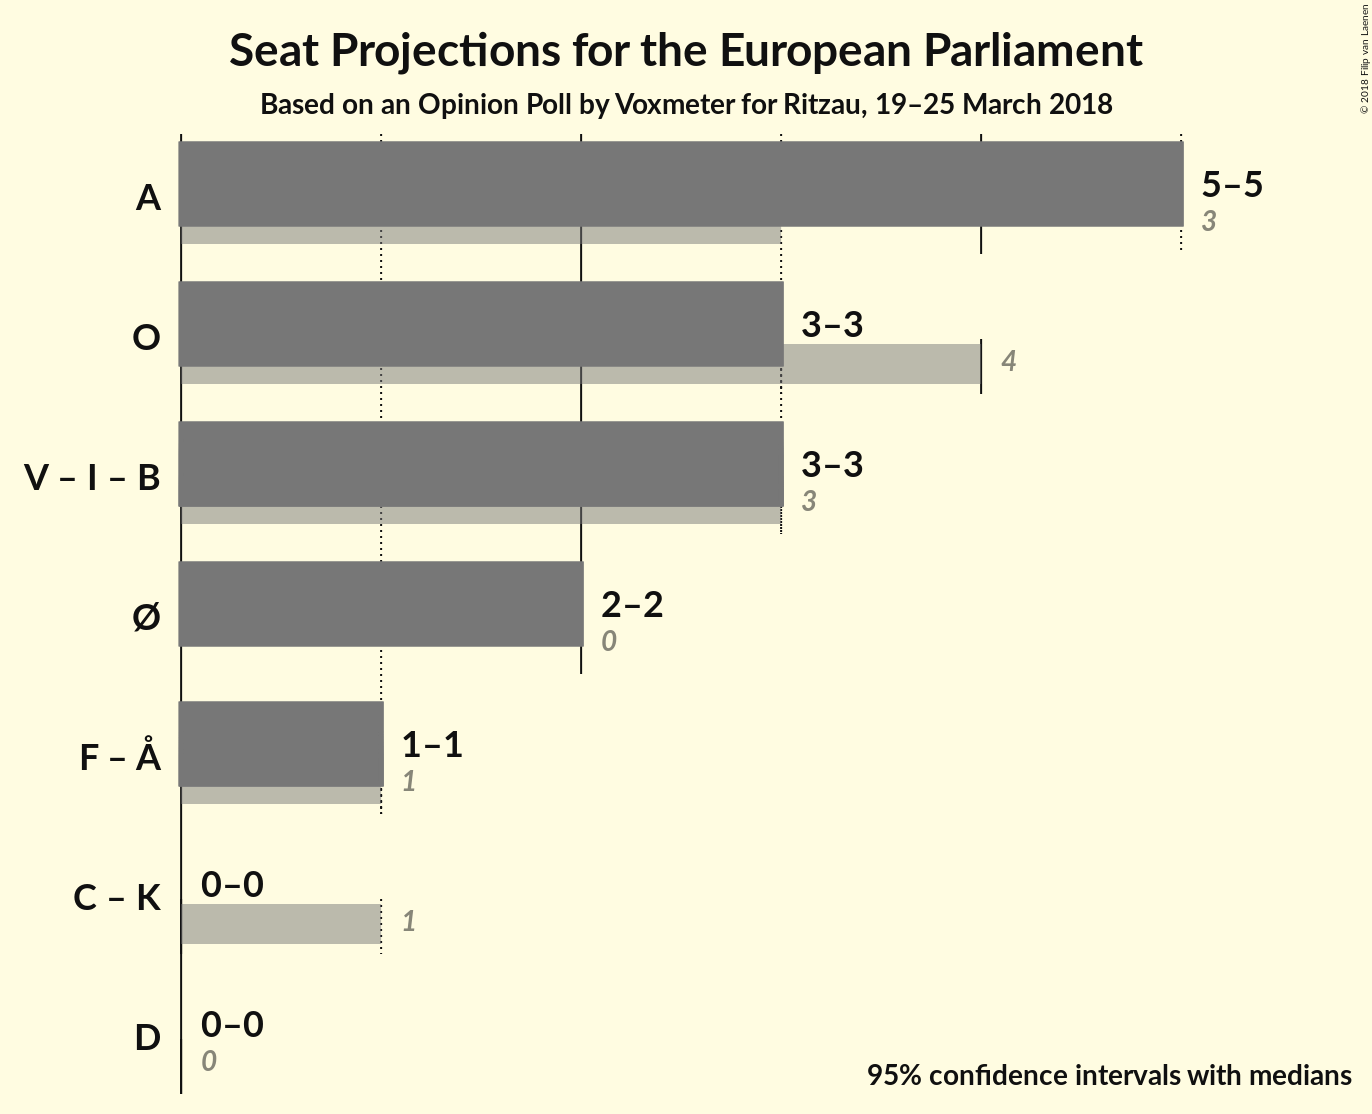 Seat Projections for the European Parliament
Based on an Opinion Poll by Voxmeter for Ritzau, 19–25 March 2018
© 2018 Filip van Laenen
A
5–5
3
O
3–3
4
V – I – B
3–3
3
Ø
2–2
0
F – Å
1–1
1
C – K
0–0
1
D
0–0
0
95% confidence intervals with medians